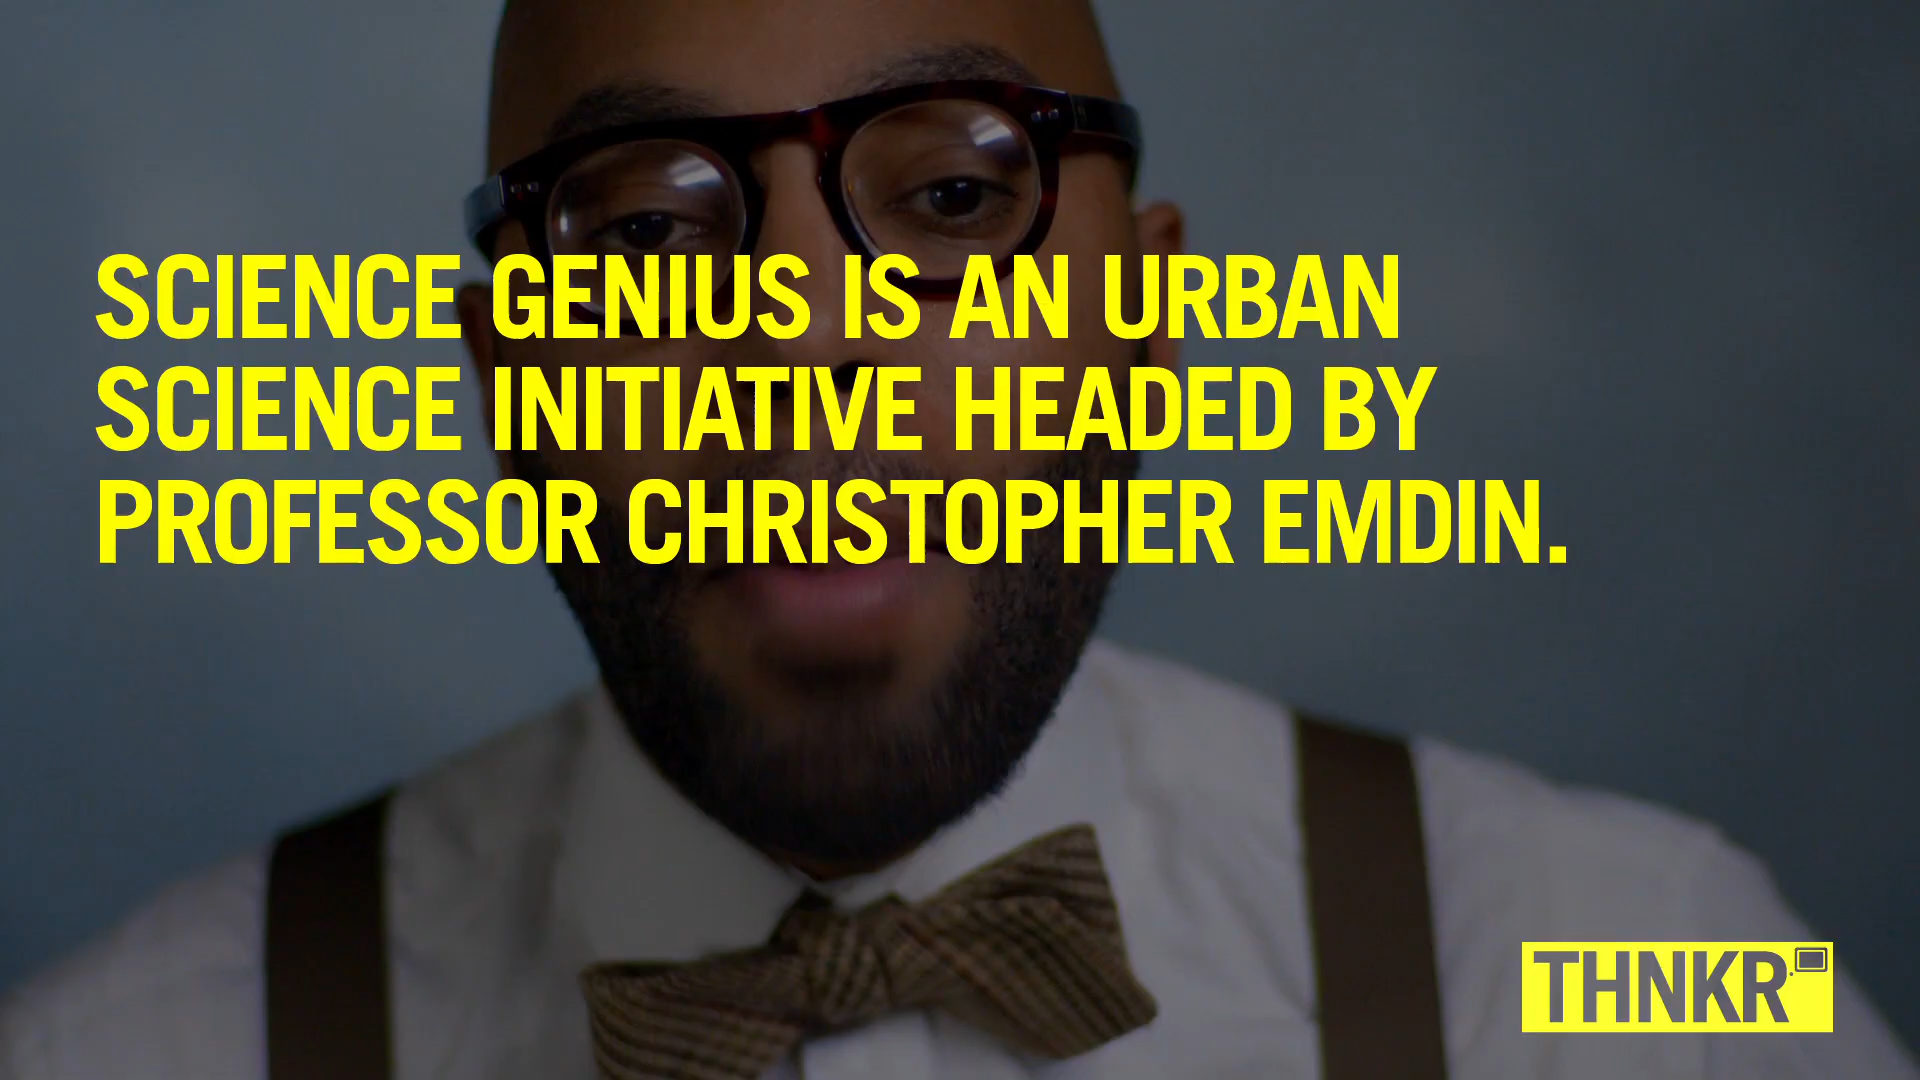 SCIENCE GENIUS IS AN URBAN
SCIENCE INITIATIVE HEADED BY
PROFESSOR CHRISTOPHER EMDIN.
THNKR